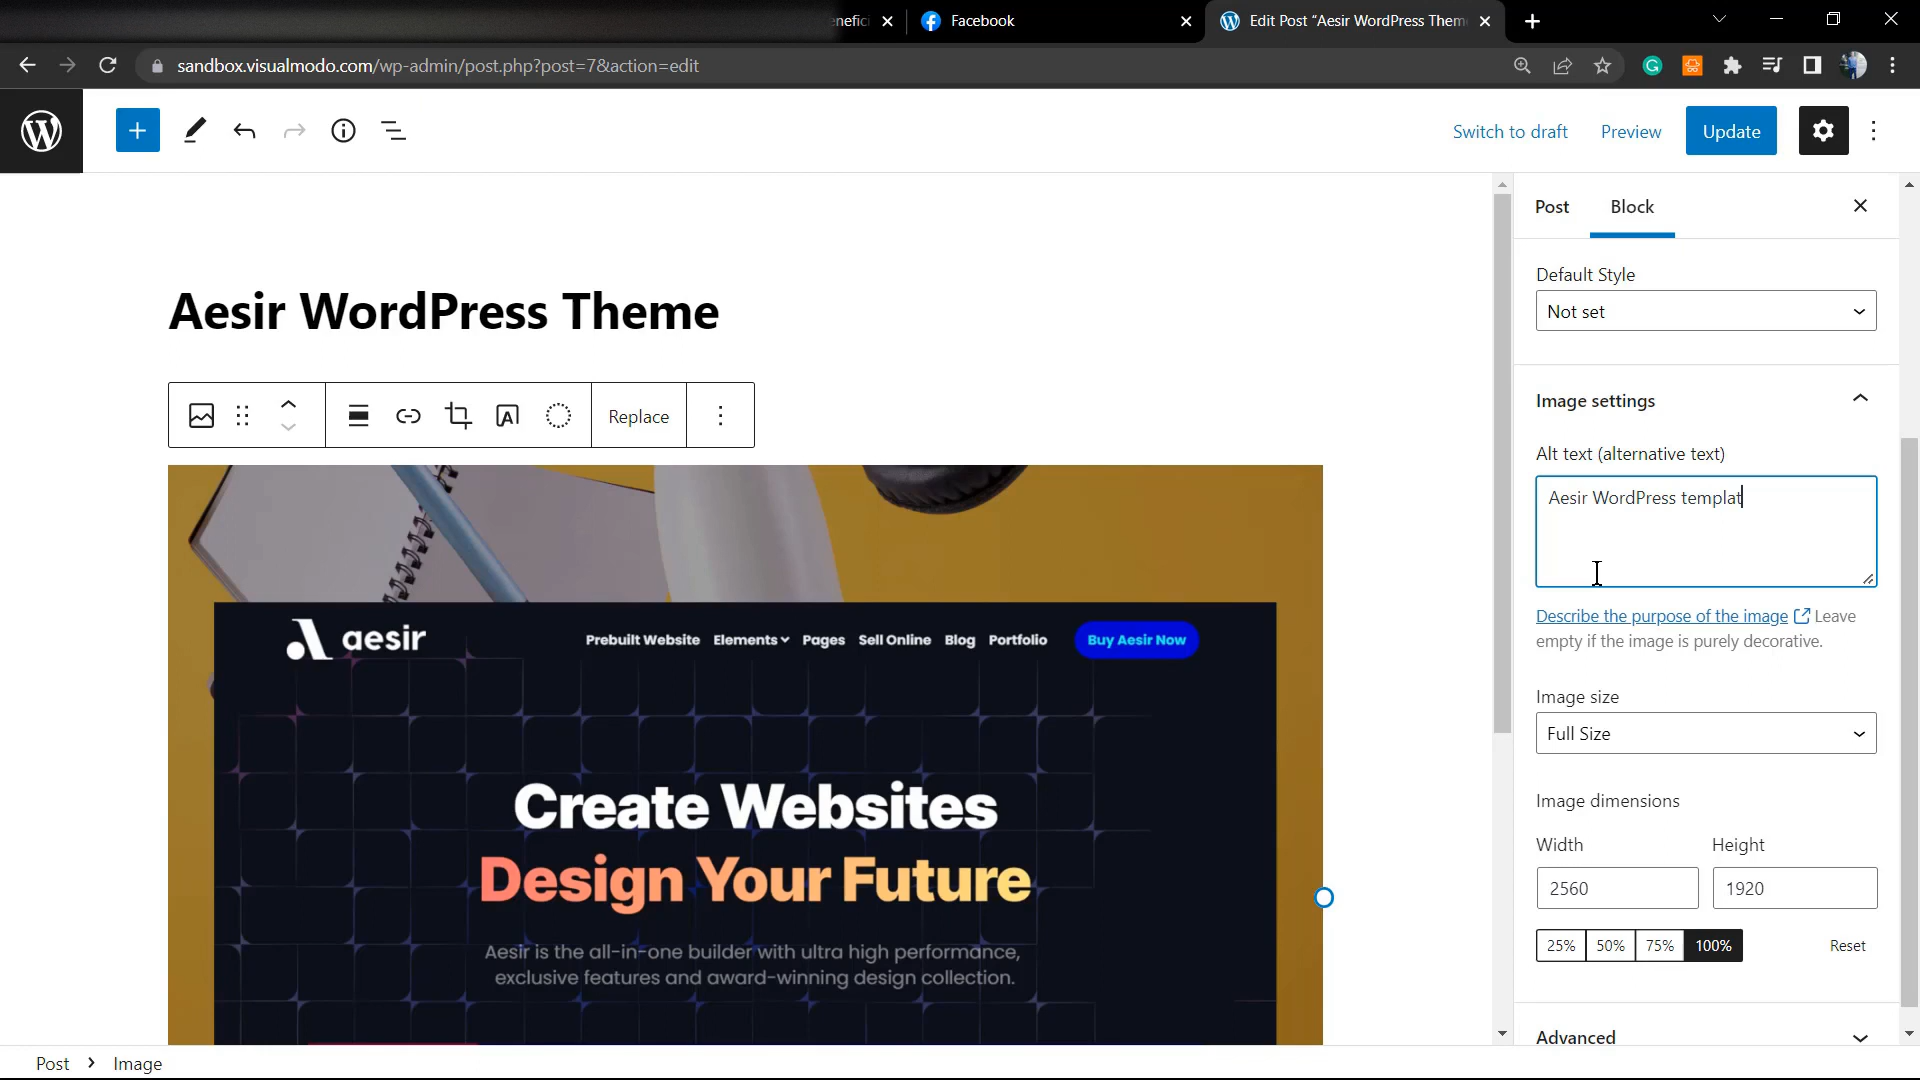 enefici
Facebook
Edit Post “Aesir WordPress Them
sandbox.visualmodo.com/wp-admin/post.php?post=7&action=edit
Switch to draft
Preview
Update
Post
Block
Aesir WordPress Theme
Replace
aesir
Prebuilt Website
Elements
Pages
Sell Online
Blog
Portfolio
Buy Aesir Now
Create Websites
Design Your Future
Aesir is the all-in-one builder with ultra high performance,
exclusive features and award-winning design collection.
Default Style
Not set
Image settings
Alt text (alternative text)
Aesir WordPress templat
Describe the purpose of the image Leave
empty if the image is purely decorative.
Image size
Full Size
Image dimensions
Width
Height
2560
1920
25%
50%
75%
100%
Reset
Advanced
Post
Image